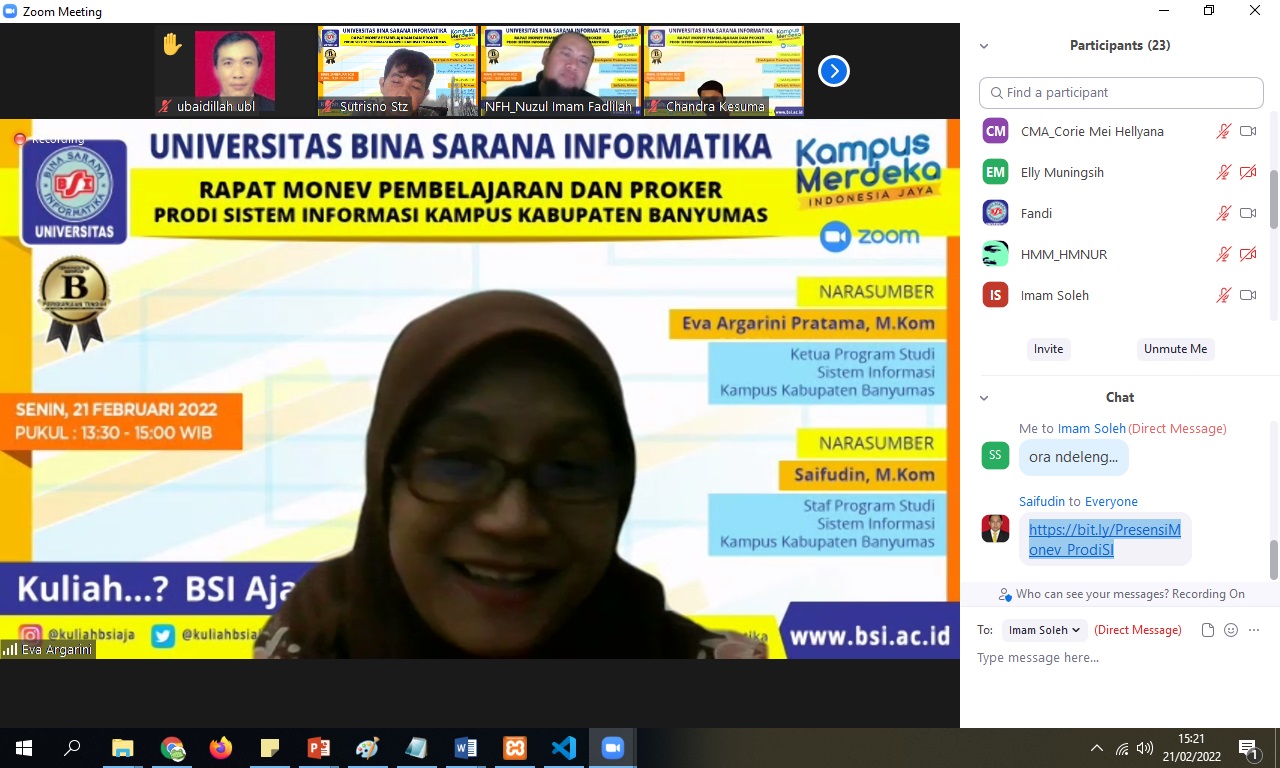 Zoom Meeting
ubaidillah.ubl
Sutrisno Stz
NFH_Nuzul Imam Fadlilah
Chandra Kesuma
Recording
UNIVERSITAS BINA SARANA INFORMATIKA
RAPAT MONEV PEMBELAJARAN DAN PROKER
PRODI SISTEM INFORMASI KAMPUS KABUPATEN BANYUMAS
BINA SARANA
BSI
INFORMATIKA
UNIVERSITAS
Kampus
Merdeka
INDONESIA JAYA
zoom
B
NARASUMBER
Eva Argarini Pratama, M.Kom
Ketua Program Studi
Sistem Informasi
Kampus Kabupaten Banyumas
SENIN, 21 FEBRUARI 2022
PUKUL : 13:30 - 15:00 WIB
NARASUMBER
Saifudin, M.Kom
Staf Program Studi
Sistem Informasi
Kampus Kabupaten Banyumas
Kuliah...? BSI Aja
@kuliahbsiaja
@kuliahbsia
www.bsi.ac.id
Eva Argarini
Participants (23)
Find a participant
CM CMA_Corie Mei Hellyana
EM Elly Muningsih
Fandi
HMM_HMNUR
IS Imam Soleh
Invite
Unmute Me
Chat
Me to Imam Soleh (Direct Message)
SS ora ndeleng...
Saifudin to Everyone
https://bit.ly/PresensiM
onev_ProdiSI
Who can see your messages? Recording On
To: Imam Soleh (Direct Message)
Type message here...
15:21
21/02/2022
1